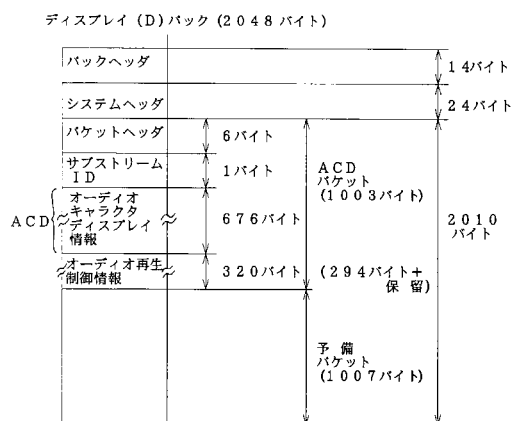 ディスプレイ (D) パック (2048バイト)
パックヘッダ
14バイト
システムヘッダ
24バイト
パケットヘッダ
6バイト
サブストリーム
ID
1バイト
ACD
パケット
(1003バイト)
2010
バイト
ACD
オーディオ
キャラクタ
ディスプレイ
情報
676バイト
オーディオ再生
制御情報
320バイト
(294バイト+
保留)
予備
パケット
(1007バイト)